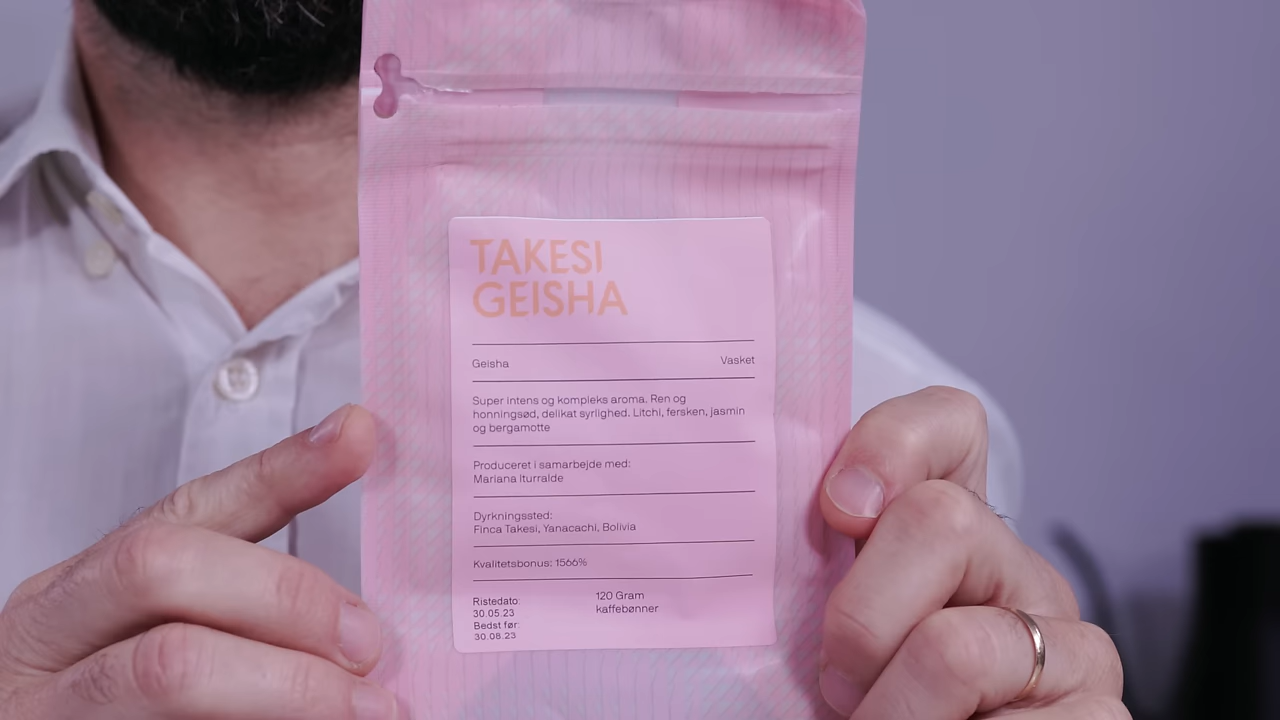 TAKESI
GEISHA
Geisha Vasket
Super intens og kompleks aroma. Ren og
honningsød, delikat syrlighed. Litchi, fersken, jasmin
og bergamotte
Produceret i samarbejde med:
Mariana Iturralde
Dyrkningssted:
Finca Takesi, Yanacachi, Bolivia
Kvalitetsbonus: 1566%
Ristedato:
30.05.23
Bedst før:
30.08.23
120 Gram
kaffebønner